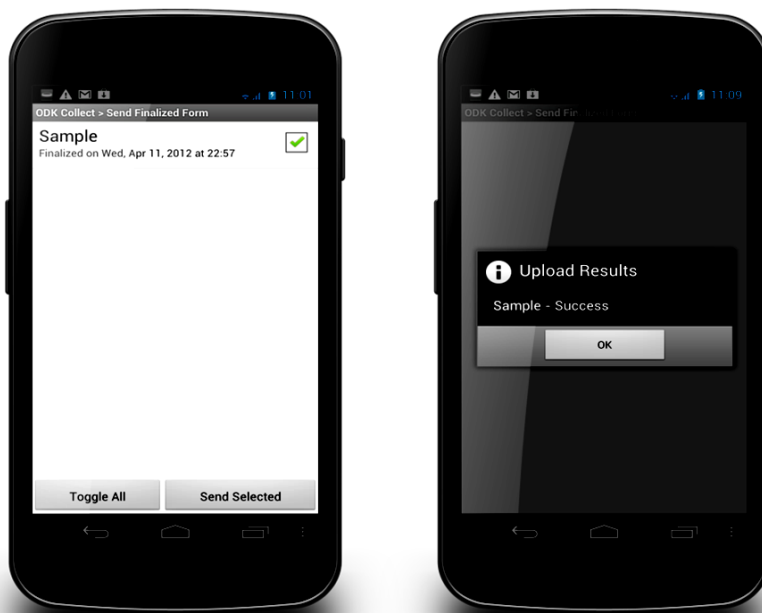 11:01
ODK Collect > Send Finalized Form
Sample
Finalized on Wed, Apr 11, 2012 at 22:57
Toggle All
Send Selected
11:09
ODK Collect > Send Fin
Upload Results
Sample - Success
OK